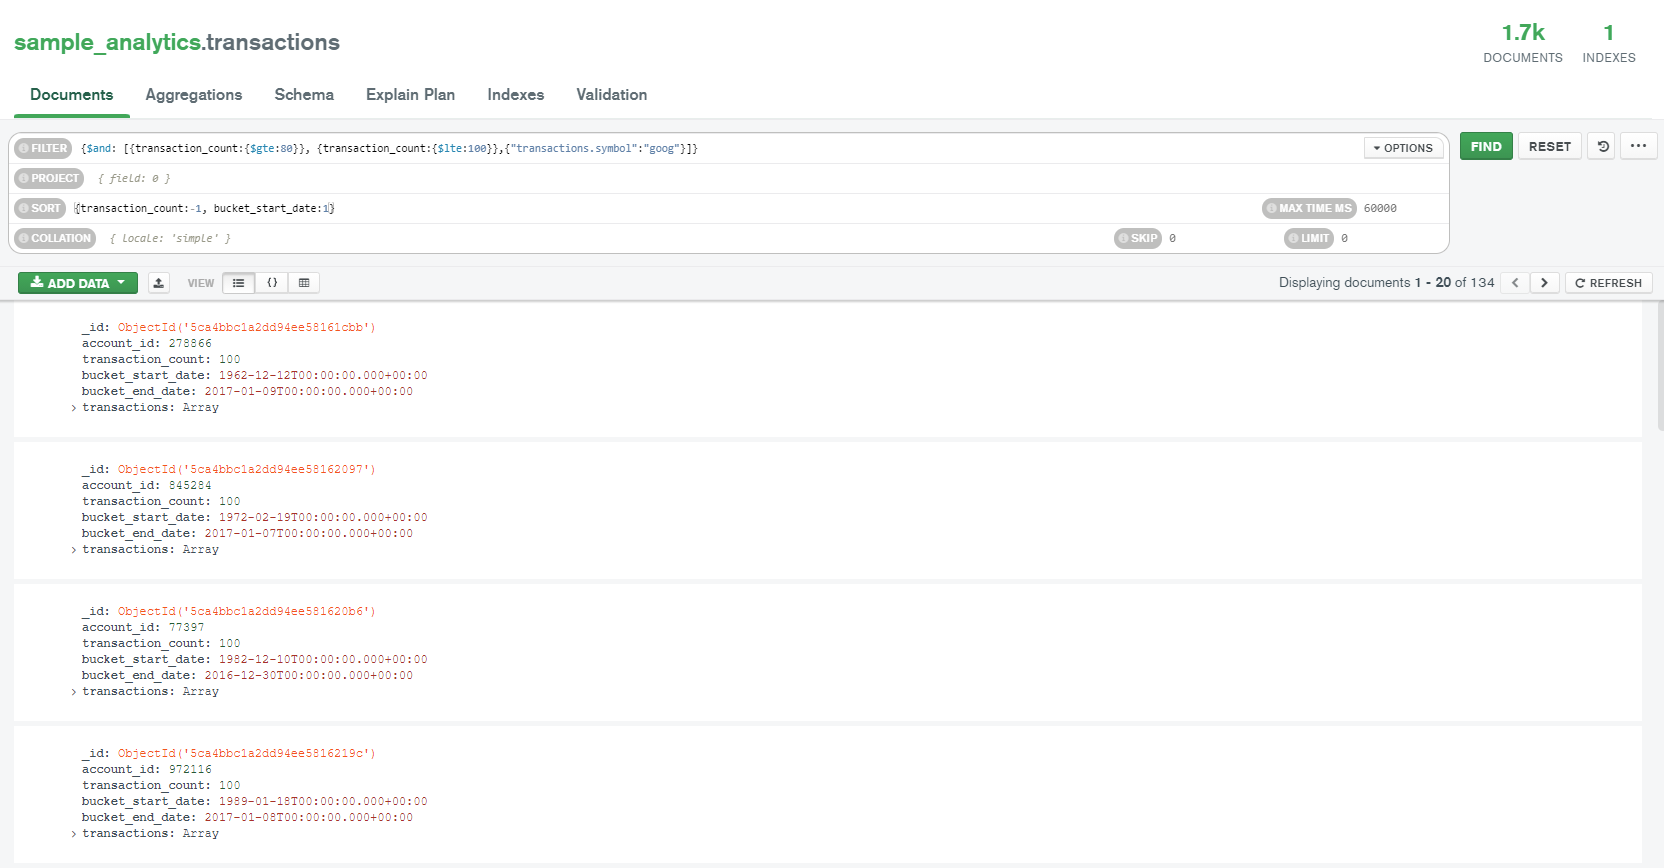 sample_analytics.transactions
1.7k
DOCUMENTS
1
INDEXES
Documents Aggregations Schema Explain Plan Indexes Validation
FILTER {$and: [{transaction_count:{$gte:80}}, {transaction_count:{$lte:100}},{"transactions.symbol":"goog"}]} OPTIONS FIND RESET
PROJECT { field: 0 }
SORT {transaction_count:-1, bucket_start_date:1} MAX TIME MS 60000
COLLATION { locale: 'simple' } SKIP 0 LIMIT 0
ADD DATA VIEW {} Displaying documents 1 - 20 of 134 REFRESH
_id: ObjectId('5ca4bbc1a2dd94ee58161cbb')
account_id: 278866
transaction_count: 100
bucket_start_date: 1962-12-12T00:00:00.000+00:00
bucket_end_date: 2017-01-09T00:00:00.000+00:00
transactions: Array
_id: ObjectId('5ca4bbc1a2dd94ee58162097')
account_id: 845284
transaction_count: 100
bucket_start_date: 1972-02-19T00:00:00.000+00:00
bucket_end_date: 2017-01-07T00:00:00.000+00:00
transactions: Array
_id: ObjectId('5ca4bbc1a2dd94ee581620b6')
account_id: 77397
transaction_count: 100
bucket_start_date: 1982-12-10T00:00:00.000+00:00
bucket_end_date: 2016-12-30T00:00:00.000+00:00
transactions: Array
_id: ObjectId('5ca4bbc1a2dd94ee5816219c')
account_id: 972116
transaction_count: 100
bucket_start_date: 1989-01-18T00:00:00.000+00:00
bucket_end_date: 2017-01-08T00:00:00.000+00:00
transactions: Array